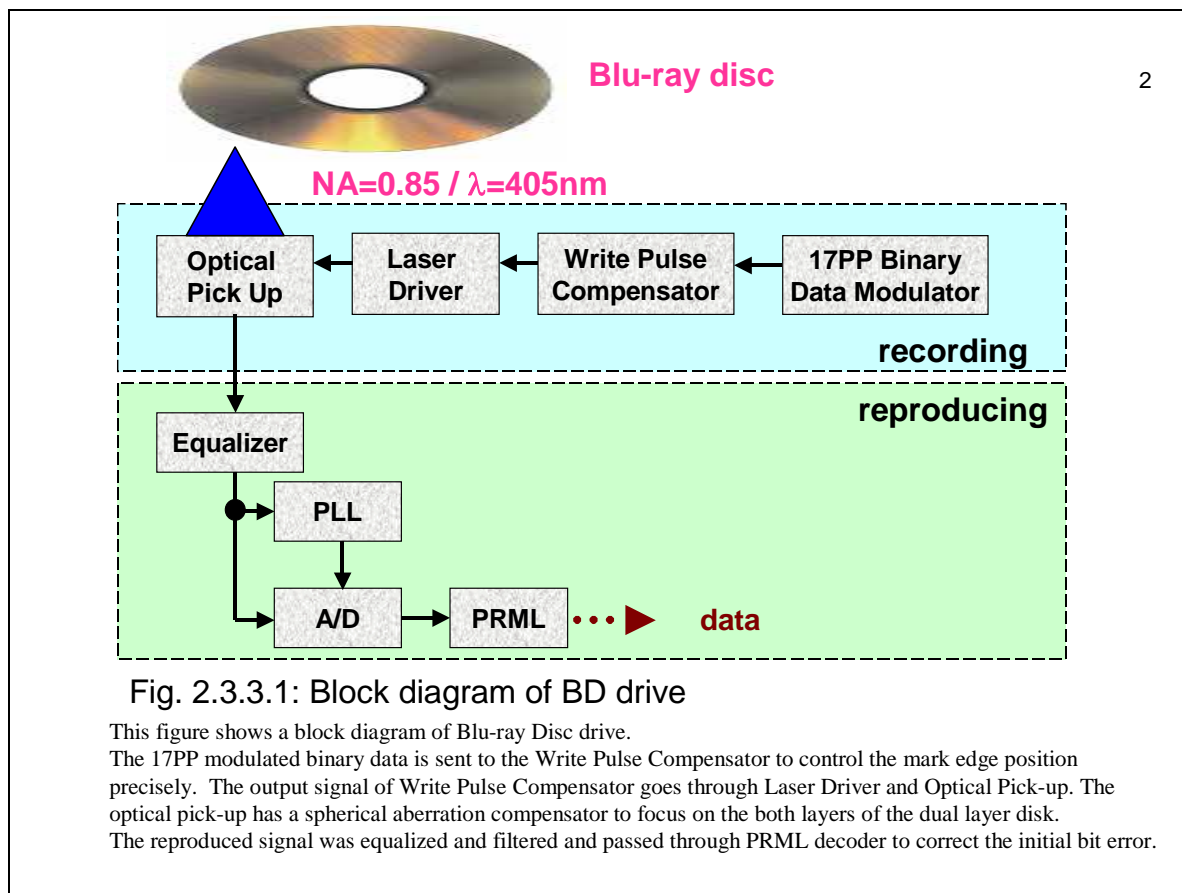 Blu-ray disc
2
NA=0.85 / λ=405nm
Optical
Pick Up
Laser
Driver
Write Pulse
Compensator
17PP Binary
Data Modulator
recording
reproducing
Equalizer
PLL
A/D
PRML
data
Fig. 2.3.3.1: Block diagram of BD drive
This figure shows a block diagram of Blu-ray Disc drive.
The 17PP modulated binary data is sent to the Write Pulse Compensator to control the mark edge position
precisely.  The output signal of Write Pulse Compensator goes through Laser Driver and Optical Pick-up. The
optical pick-up has a spherical aberration compensator to focus on the both layers of the dual layer disk.
The reproduced signal was equalized and filtered and passed through PRML decoder to correct the initial bit error.